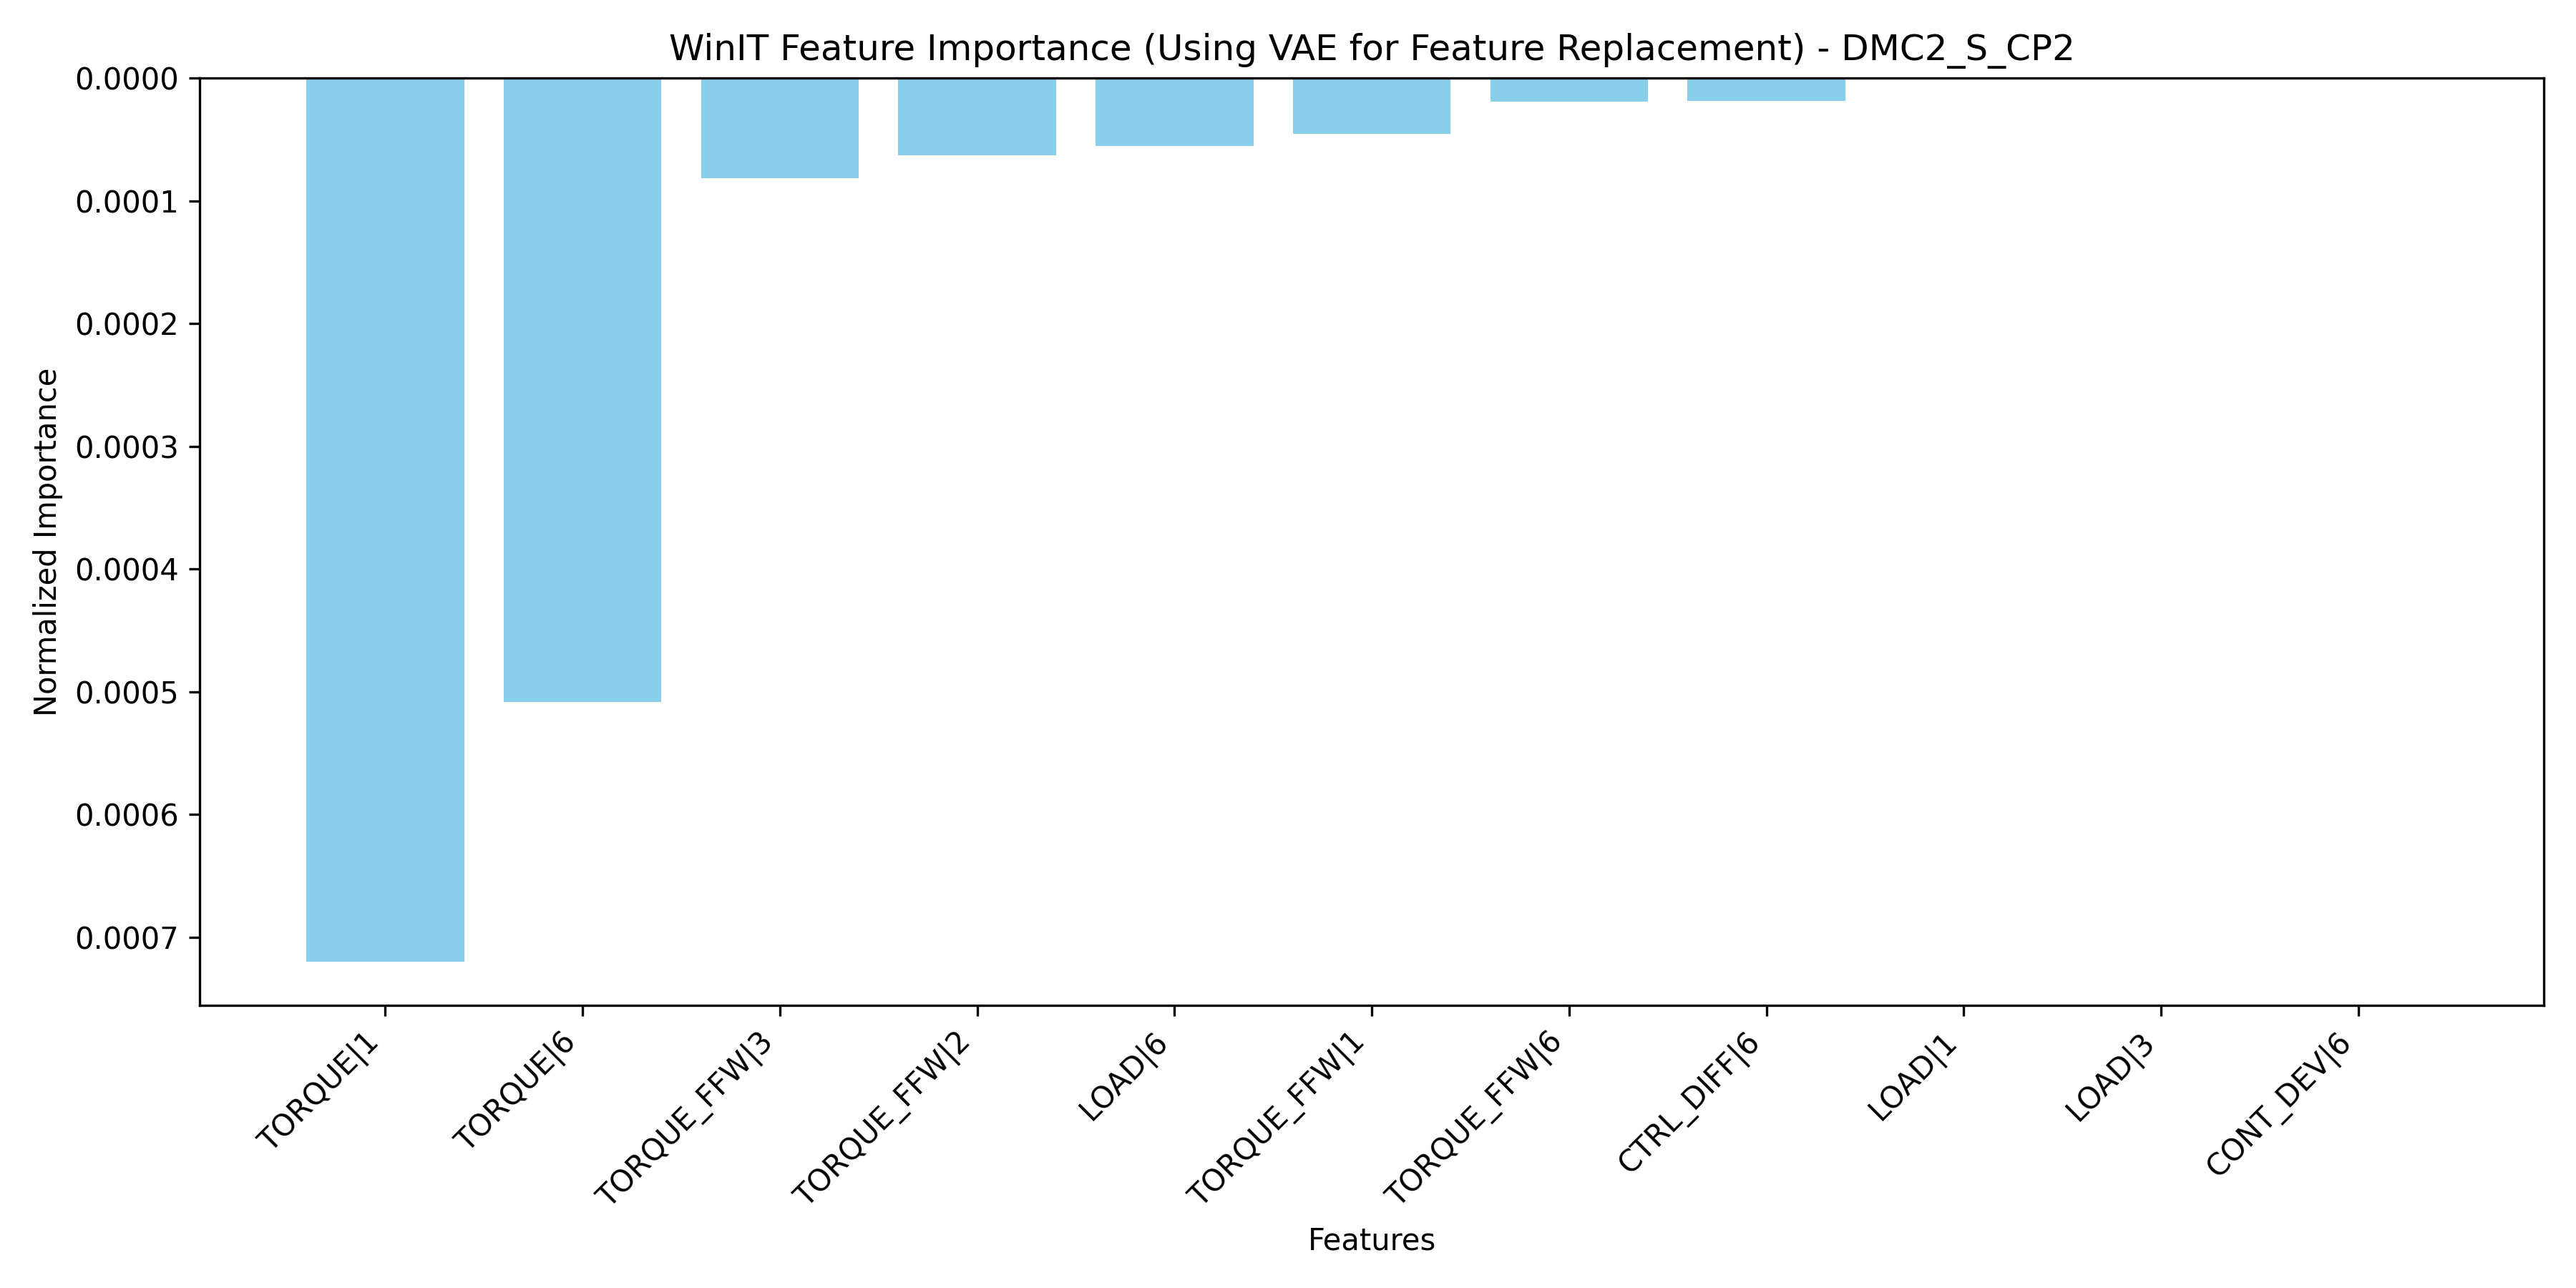 WinIT Feature Importance (Using VAE for Feature Replacement) - DMC2_S_CP2
Normalized Importance
0.0000
0.0001
0.0002
0.0003
0.0004
0.0005
0.0006
0.0007
TORQUE|1
TORQUE|6
TORQUE_FFW|3
TORQUE_FFW|2
LOAD|6
TORQUE_FFW|1
TORQUE_FFW|6
CTRL_DIFF|6
LOAD|1
LOAD|3
CONT_DEV|6
Features